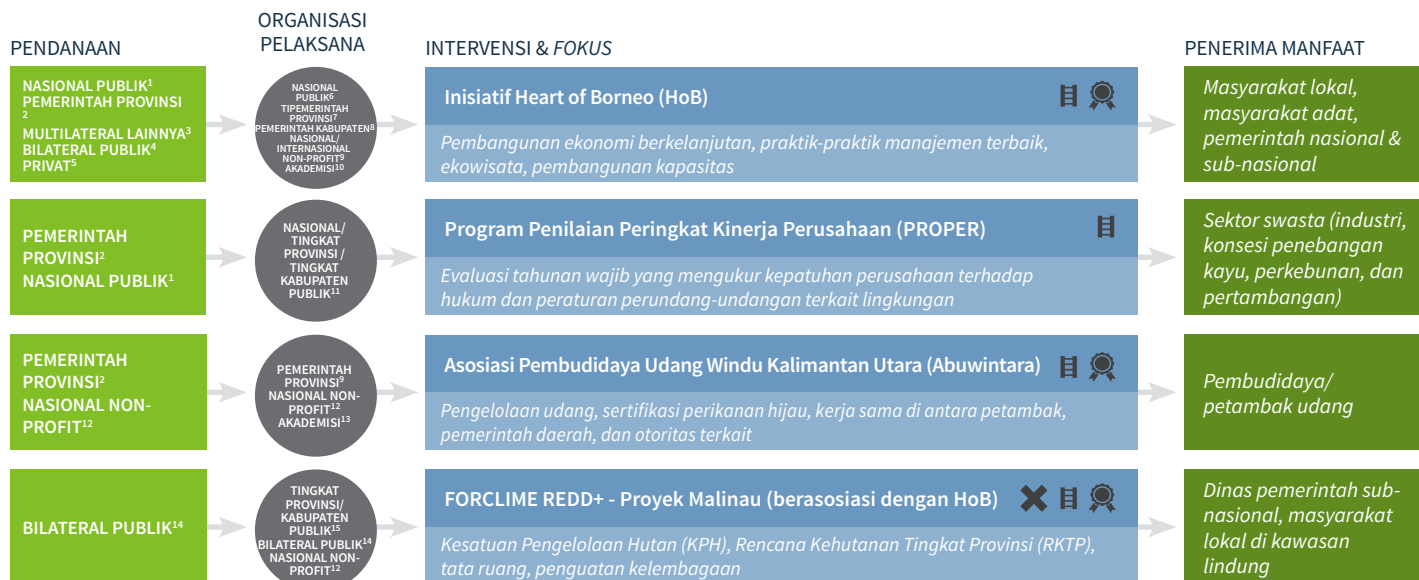 PENDANAAN
ORGANISASI
PELAKSANA
INTERVENSI & FOKUS
PENERIMA MANFAAT
NASIONAL PUBLIK¹
PEMERINTAH PROVINSI
²
MULTILATERAL LAINNYA³
BILATERAL PUBLIK⁴
PRIVAT⁵
NASIONAL
PUBLIK⁶
TIPEMERINTAH
PROVINSI⁷
PEMERINTAH KABUPATEN⁸
NASIONAL/
INTERNASIONAL
NON-PROFIT⁹
AKADEMISI¹⁰
Inisiatif Heart of Borneo (HoB)
Pembangunan ekonomi berkelanjutan, praktik-praktik manajemen terbaik,
ekowisata, pembangunan kapasitas
Masyarakat lokal,
masyarakat adat,
pemerintah nasional &
sub-nasional
PEMERINTAH
PROVINSI²
NASIONAL PUBLIK¹
NASIONAL/
TINGKAT
PROVINSI /
TINGKAT
KABUPATEN
PUBLIK¹¹
Program Penilaian Peringkat Kinerja Perusahaan (PROPER)
Evaluasi tahunan wajib yang mengukur kepatuhan perusahaan terhadap
hukum dan peraturan perundang-undangan terkait lingkungan
Sektor swasta (industri,
konsesi penebangan
kayu, perkebunan, dan
pertambangan)
PEMERINTAH
PROVINSI²
NASIONAL NON-
PROFIT¹²
PEMERINTAH
PROVINSI⁹
NASIONAL NON-
PROFIT¹²
AKADEMISI¹³
Asosiasi Pembudidaya Udang Windu Kalimantan Utara (Abuwintara)
Pengelolaan udang, sertifikasi perikanan hijau, kerja sama di antara petambak,
pemerintah daerah, dan otoritas terkait
Pembudidaya/
petambak udang
BILATERAL PUBLIK¹⁴
TINGKAT
PROVINSI/
KABUPATEN
PUBLIK¹⁵
BILATERAL PUBLIK¹⁴
NASIONAL NON-
PROFIT¹²
FORCLIME REDD+ - Proyek Malinau (berasosiasi dengan HoB)
Kesatuan Pengelolaan Hutan (KPH), Rencana Kehutanan Tingkat Provinsi (RKTP),
tata ruang, penguatan kelembagaan
Dinas pemerintah sub-
nasional, masyarakat
lokal di kawasan
lindung